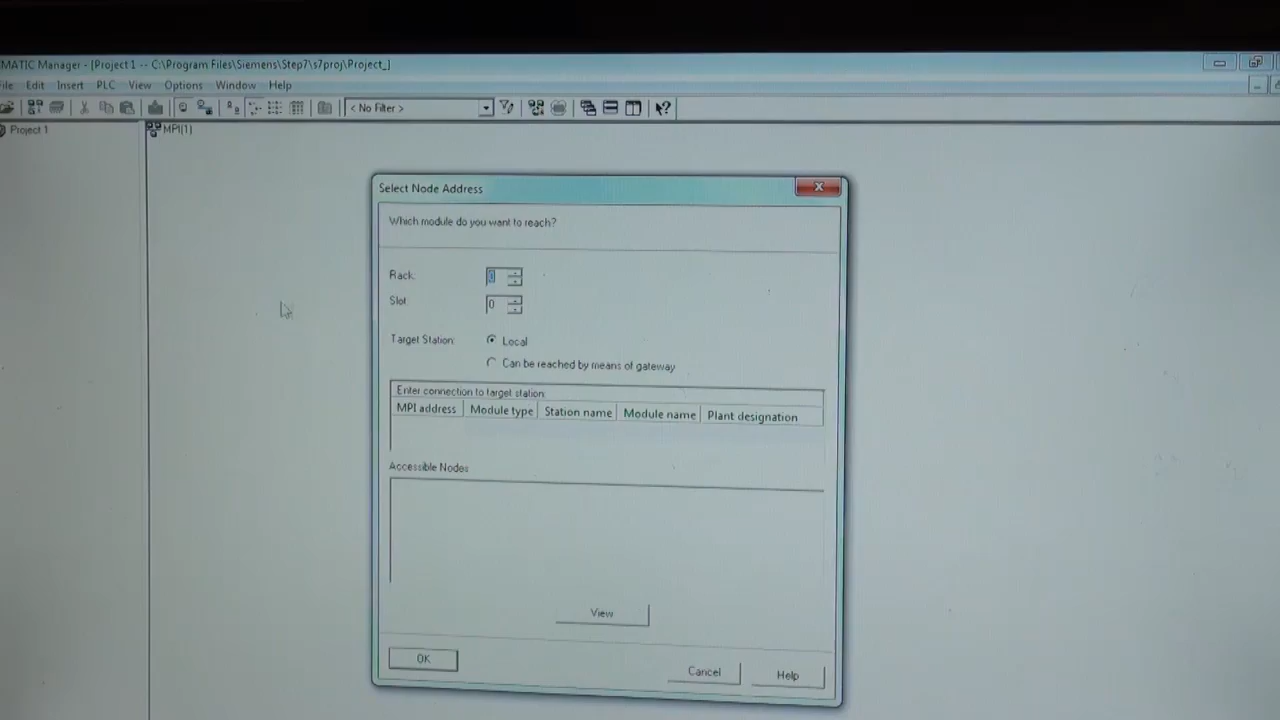 MATIC Manager - [Project 1 -- C:\Program Files\Siemens\Step7\s7proj\Project_]
File Edit Insert PLC View Options Window Help
< No Filter >
Project 1
MPI(1)
Select Node Address
Which module do you want to reach?
Rack:
Slot
0
Target Station:
Local
Can be reached by means of gateway
Enter connection to target station:
MPI address Module type Station name Module name Plant designation
Accessible Nodes
View
OK
Cancel
Help